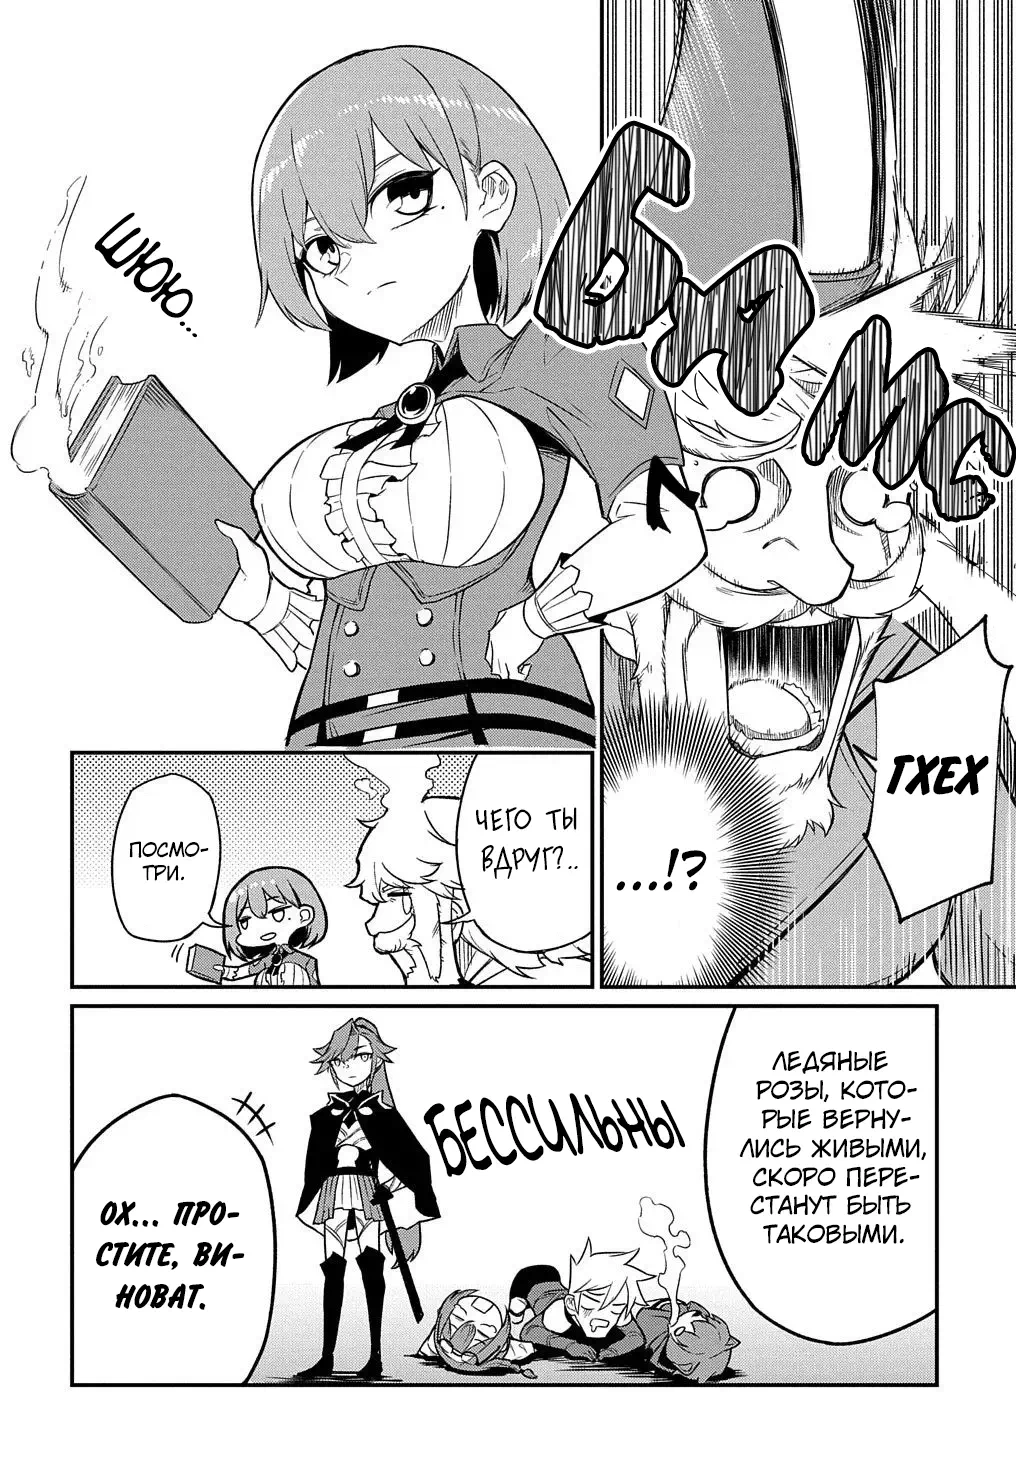 БАМС
ГХЕХ
....!?
ШЮЮ...
ЧЕГО ТЫ
ВДРУГ?..
ПОСМО-
ТРИ.
ЛЕДЯНЫЕ
РОЗЫ, КОТО-
РЫЕ ВЕРНУ-
ЛИСЬ ЖИВЫМИ,
СКОРО ПЕРЕ-
СТАНУТ БЫТЬ
ТАКОВЫМИ.
БЕССИЛЬНЫ
ОХ... ПРО-
СТИТЕ, ВИ-
НОВАТ.